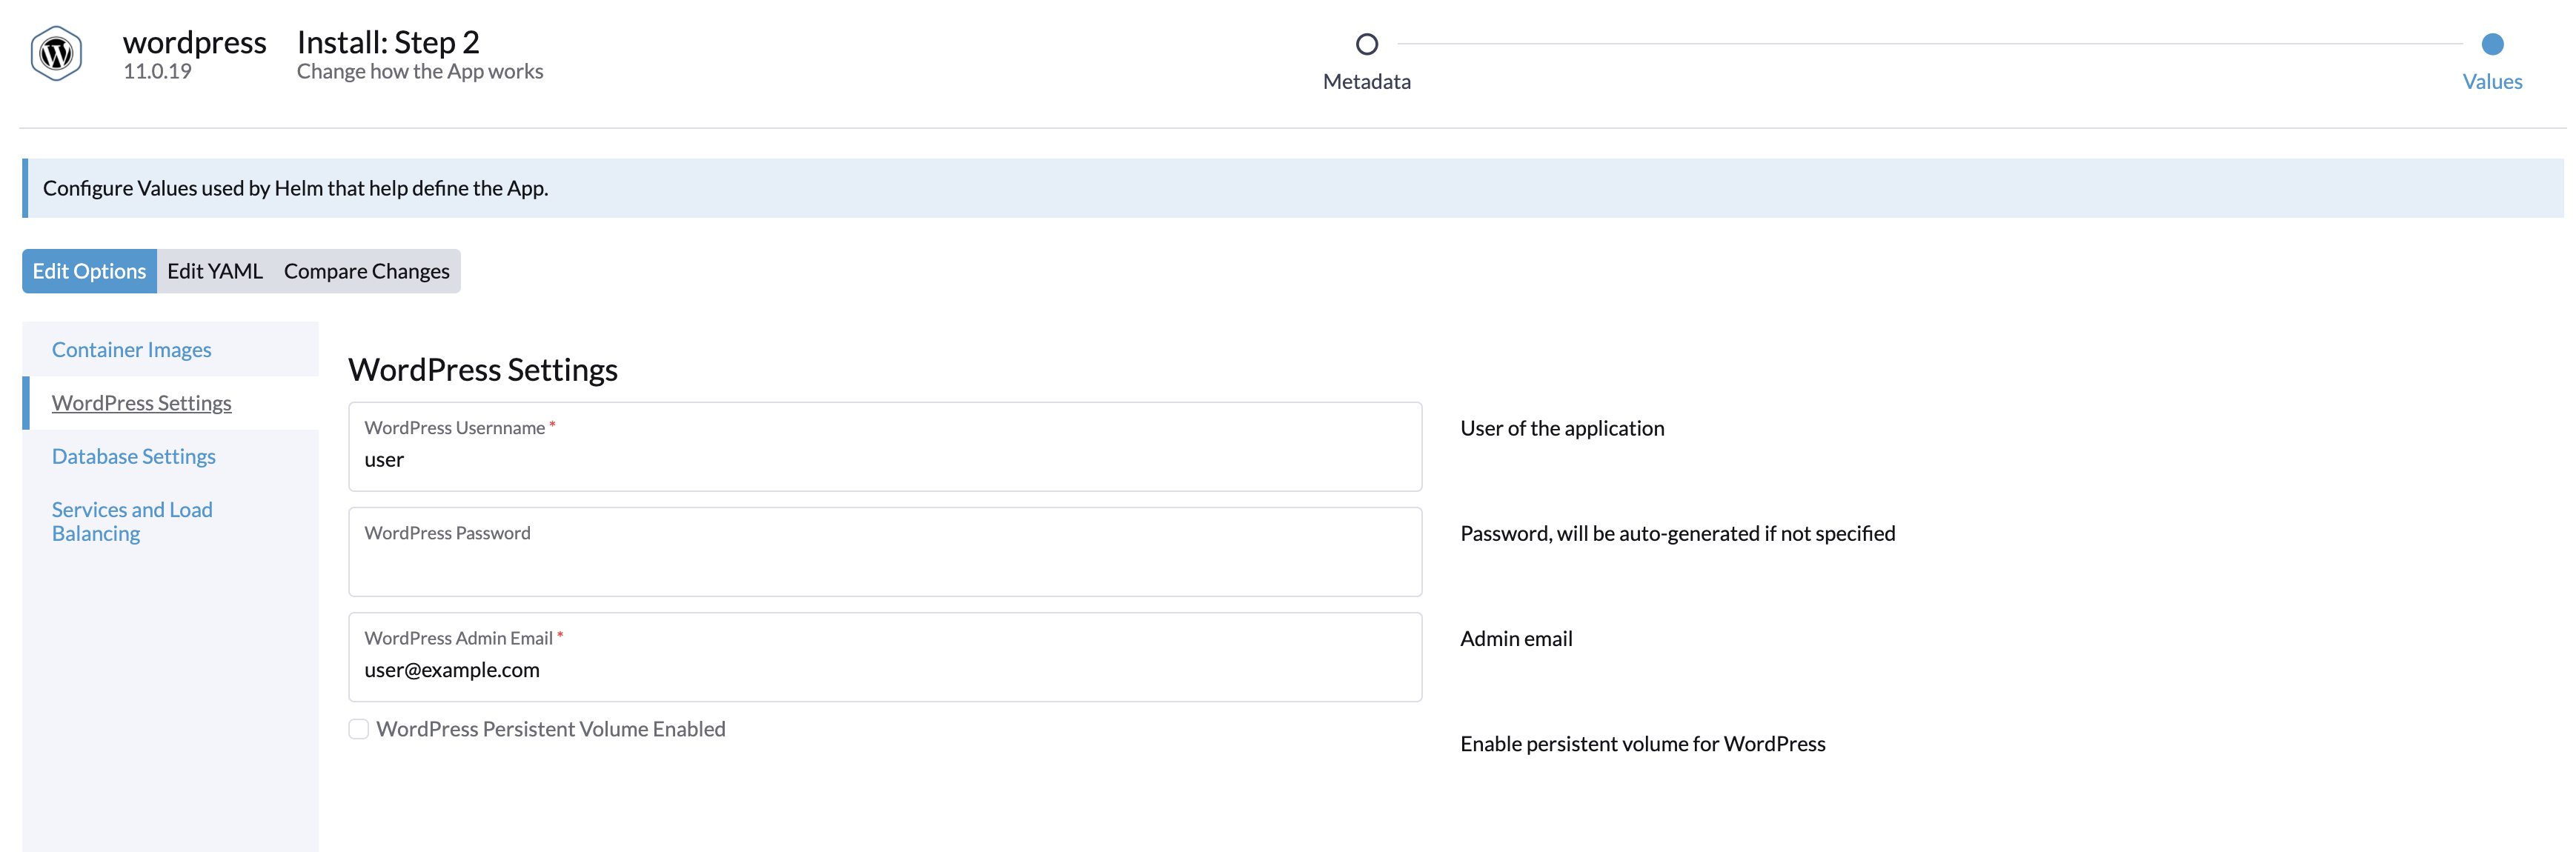 wordpress
11.0.19
Install: Step 2
Change how the App works
Metadata
Values
Configure Values used by Helm that help define the App.
Edit Options
Edit YAML
Compare Changes
Container Images
WordPress Settings
Database Settings
Services and Load
Balancing
WordPress Settings
WordPress Usernname *
user
User of the application
WordPress Password
Password, will be auto-generated if not specified
WordPress Admin Email *
user@example.com
Admin email
WordPress Persistent Volume Enabled
Enable persistent volume for WordPress